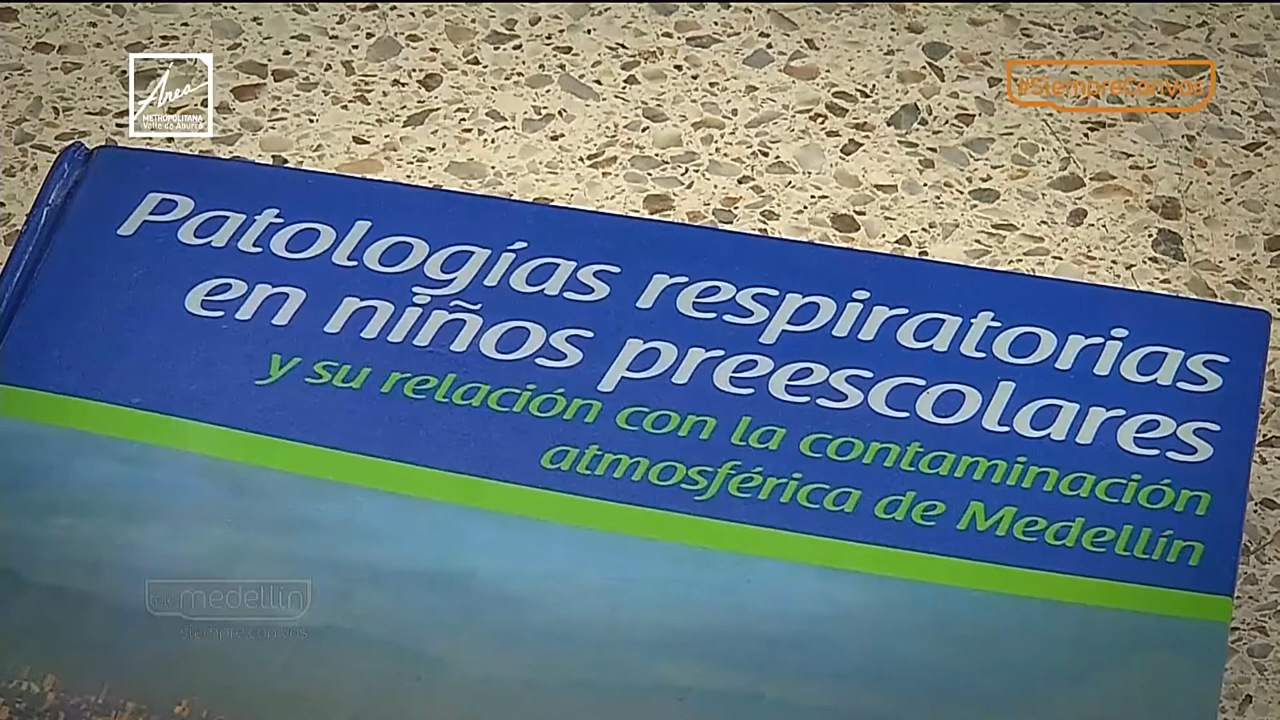 Área
METROPOLITANA
Valle de Aburrá
#SiempreConVos
Patologías respiratorias
en niños preescolares
y su relación con la contaminación
atmosférica de Medellín
telemedellín
siempre con vos